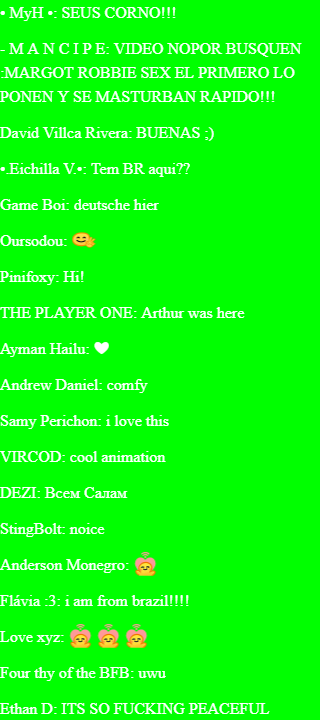 • MyH •: SEUS CORNO!!!
- M A N C I P E: VIDEO NOPOR BUSQUEN
:MARGOT ROBBIE SEX EL PRIMERO LO
PONEN Y SE MASTURBAN RAPIDO!!!
David Villca Rivera: BUENAS :)
•.Eichilla V.•: Tem BR aqui??
Game Boi: deutsche hier
Oursodou:
Pinifoxy: Hi!
THE PLAYER ONE: Arthur was here
Ayman Hailu: ♥
Andrew Daniel: comfy
Samy Perichon: i love this
VIRCOD: cool animation
DEZI: Всем Салам
StingBolt: noice
Anderson Monegro:
Flávia :3: i am from brazil!!!!
Love xyz:
Four thy of the BFB: uwu
Ethan D: ITS SO FUCKING PEACEFUL